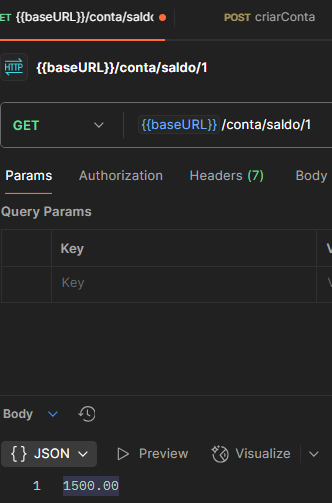 ET {{baseURL}}/conta/saldo
POST criarConta
HTTP {{baseURL}}/conta/saldo/1
GET {{baseURL}} /conta/saldo/1
Params Authorization Headers (7) Body
Query Params
Key V
Key V
Body
{} JSON Preview Visualize
1 1500.00